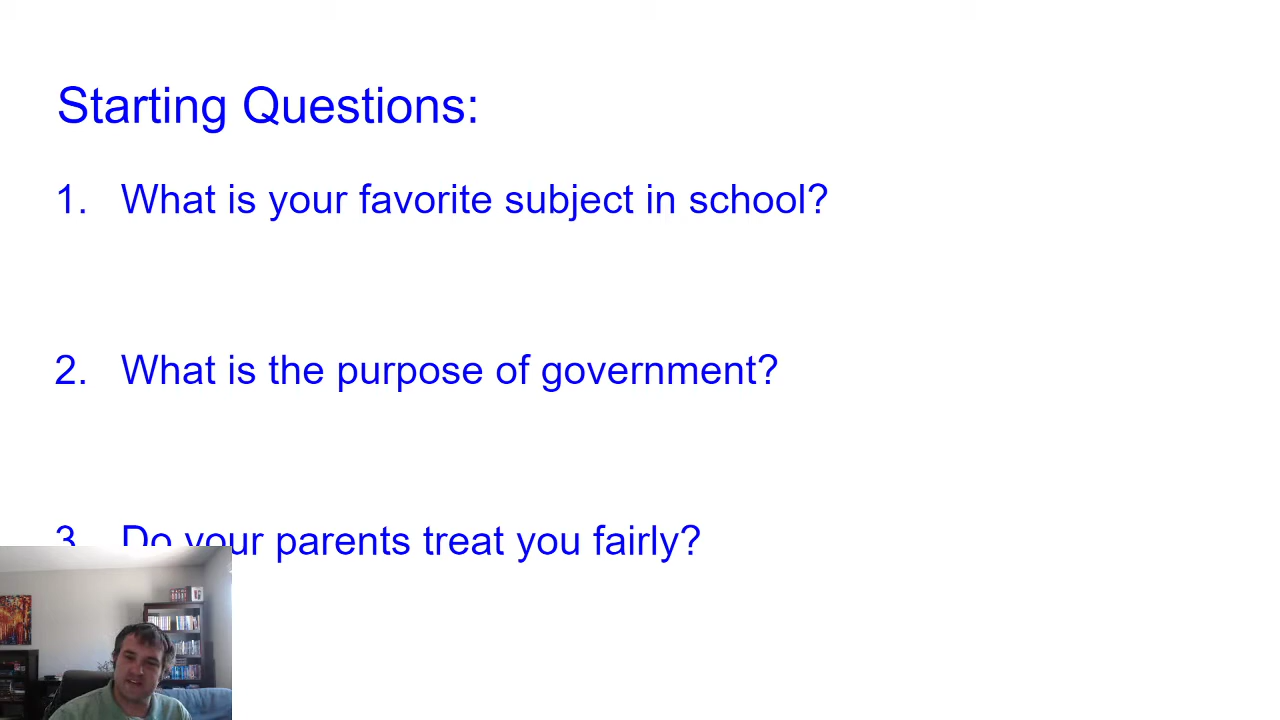 Starting Questions:
1. What is your favorite subject in school?
2. What is the purpose of government?
3. Do your parents treat you fairly?